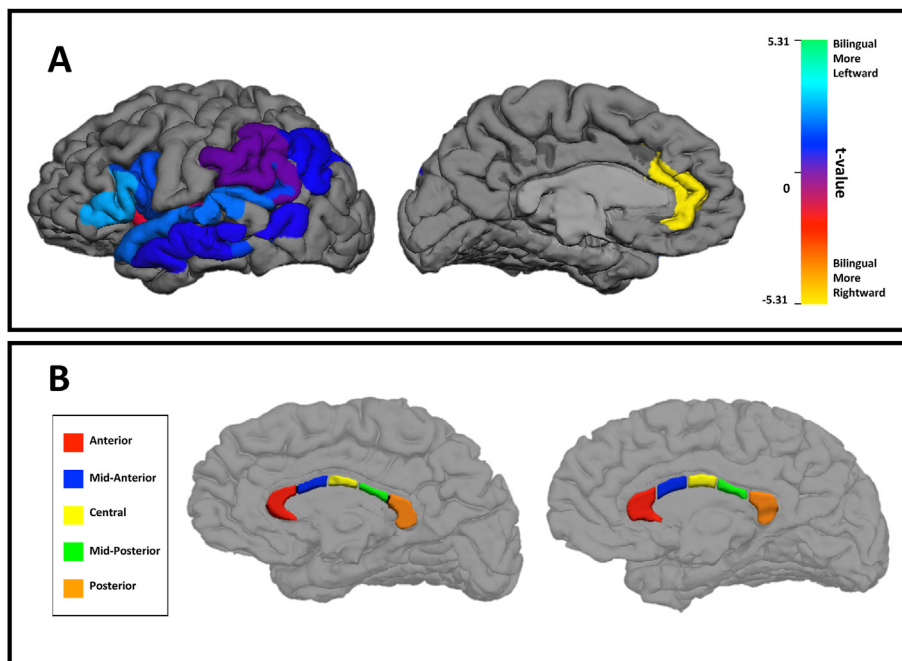 A
5.31
Bilingual
More
Leftward
t-value
0
Bilingual
More
Rightward
-5.31
B
Anterior
Mid-Anterior
Central
Mid-Posterior
Posterior